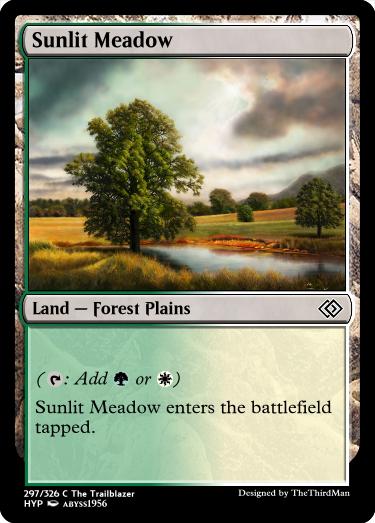 Sunlit Meadow
Land — Forest Plains
( : Add or )
Sunlit Meadow enters the battlefield
tapped.
297/326 C The Trailblazer
HYP ABYSS1956
Designed by TheThirdMan